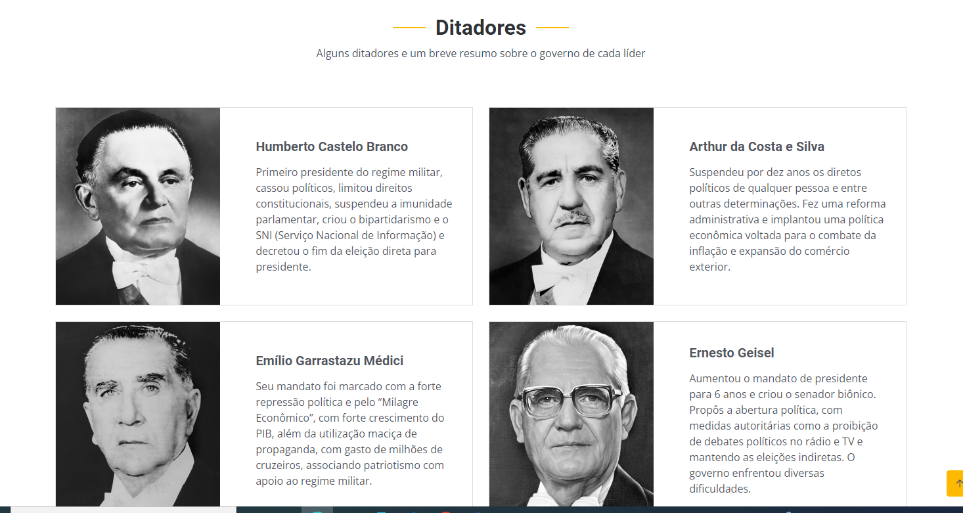 Ditadores
Alguns ditadores e um breve resumo sobre o governo de cada líder
Humberto Castelo Branco
Primeiro presidente do regime militar,
cassou políticos, limitou direitos
constitucionais, suspendeu a imunidade
parlamentar, criou o bipartidarismo e o
SNI (Serviço Nacional de Informação) e
decretou o fim da eleição direta para
presidente.
Arthur da Costa e Silva
Suspendeu por dez anos os diretos
políticos de qualquer pessoa e entre
outras determinações. Fez uma reforma
administrativa e implantou uma política
econômica voltada para o combate da
inflação e expansão do comércio
exterior.
Emílio Garrastazu Médici
Seu mandato foi marcado com a forte
repressão política e pelo “Milagre
Econômico”, com forte crescimento do
PIB, além da utilização maciça de
propaganda, com gasto de milhões de
cruzeiros, associando patriotismo com
apoio ao regime militar.
Ernesto Geisel
Aumentou o mandato de presidente
para 6 anos e criou o senador biônico.
Propôs a abertura política, com
medidas autoritárias como a proibição
de debates políticos no rádio e TV e
mantendo as eleições indiretas. O
governo enfrentou diversas
dificuldades.